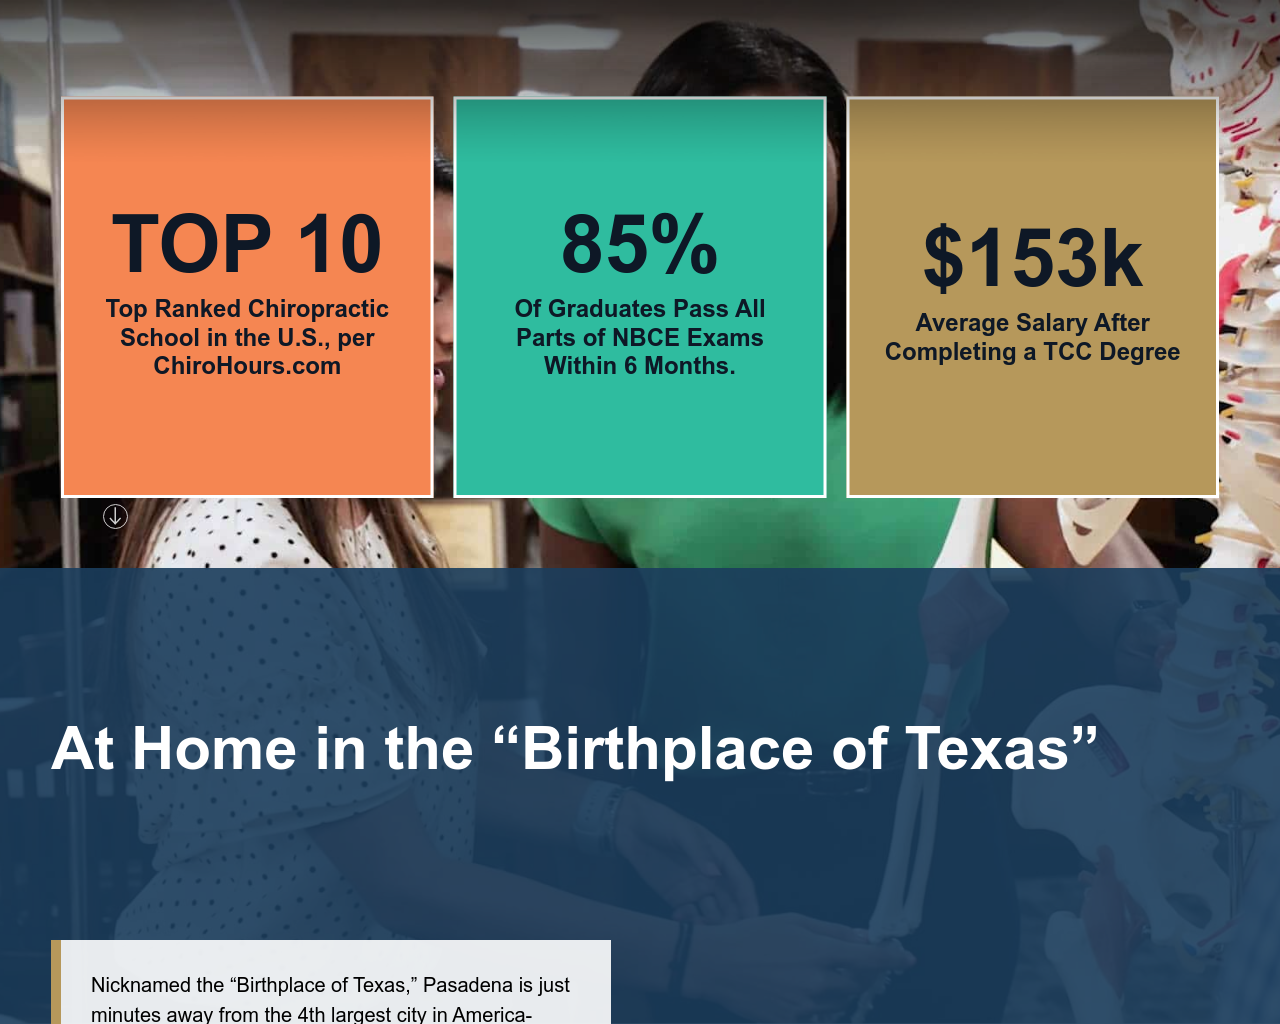 TOP 10
Top Ranked Chiropractic
School in the U.S., per
ChiroHours.com
85%
Of Graduates Pass All
Parts of NBCE Exams
Within 6 Months.
$153k
Average Salary After
Completing a TCC Degree
At Home in the “Birthplace of Texas”
Nicknamed the “Birthplace of Texas,” Pasadena is just
minutes away from the 4th largest city in America-